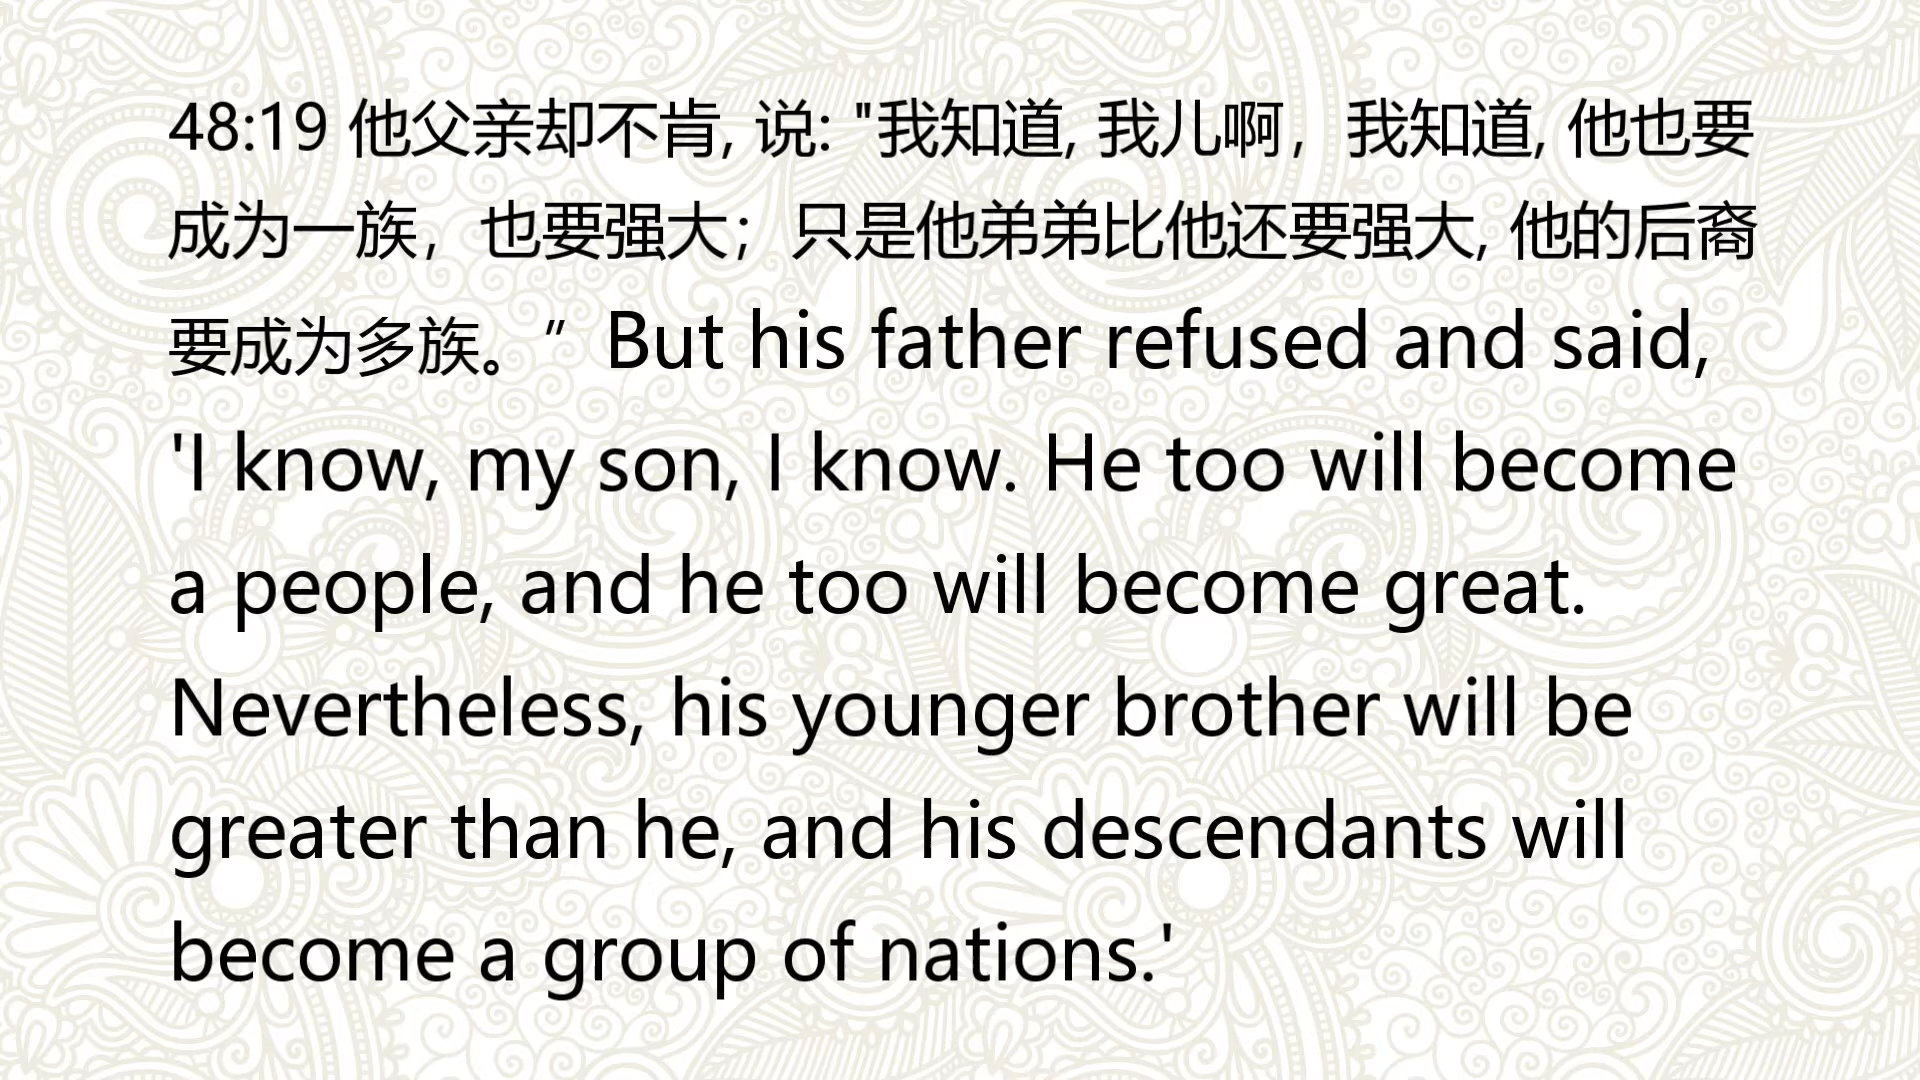 48:19 他父亲却不肯, 说: "我知道, 我儿啊，我知道, 他也要
成为一族，也要强大；只是他弟弟比他还要强大, 他的后裔
要成为多族。” But his father refused and said,
'I know, my son, I know. He too will become
a people, and he too will become great.
Nevertheless, his younger brother will be
greater than he, and his descendants will
become a group of nations.'